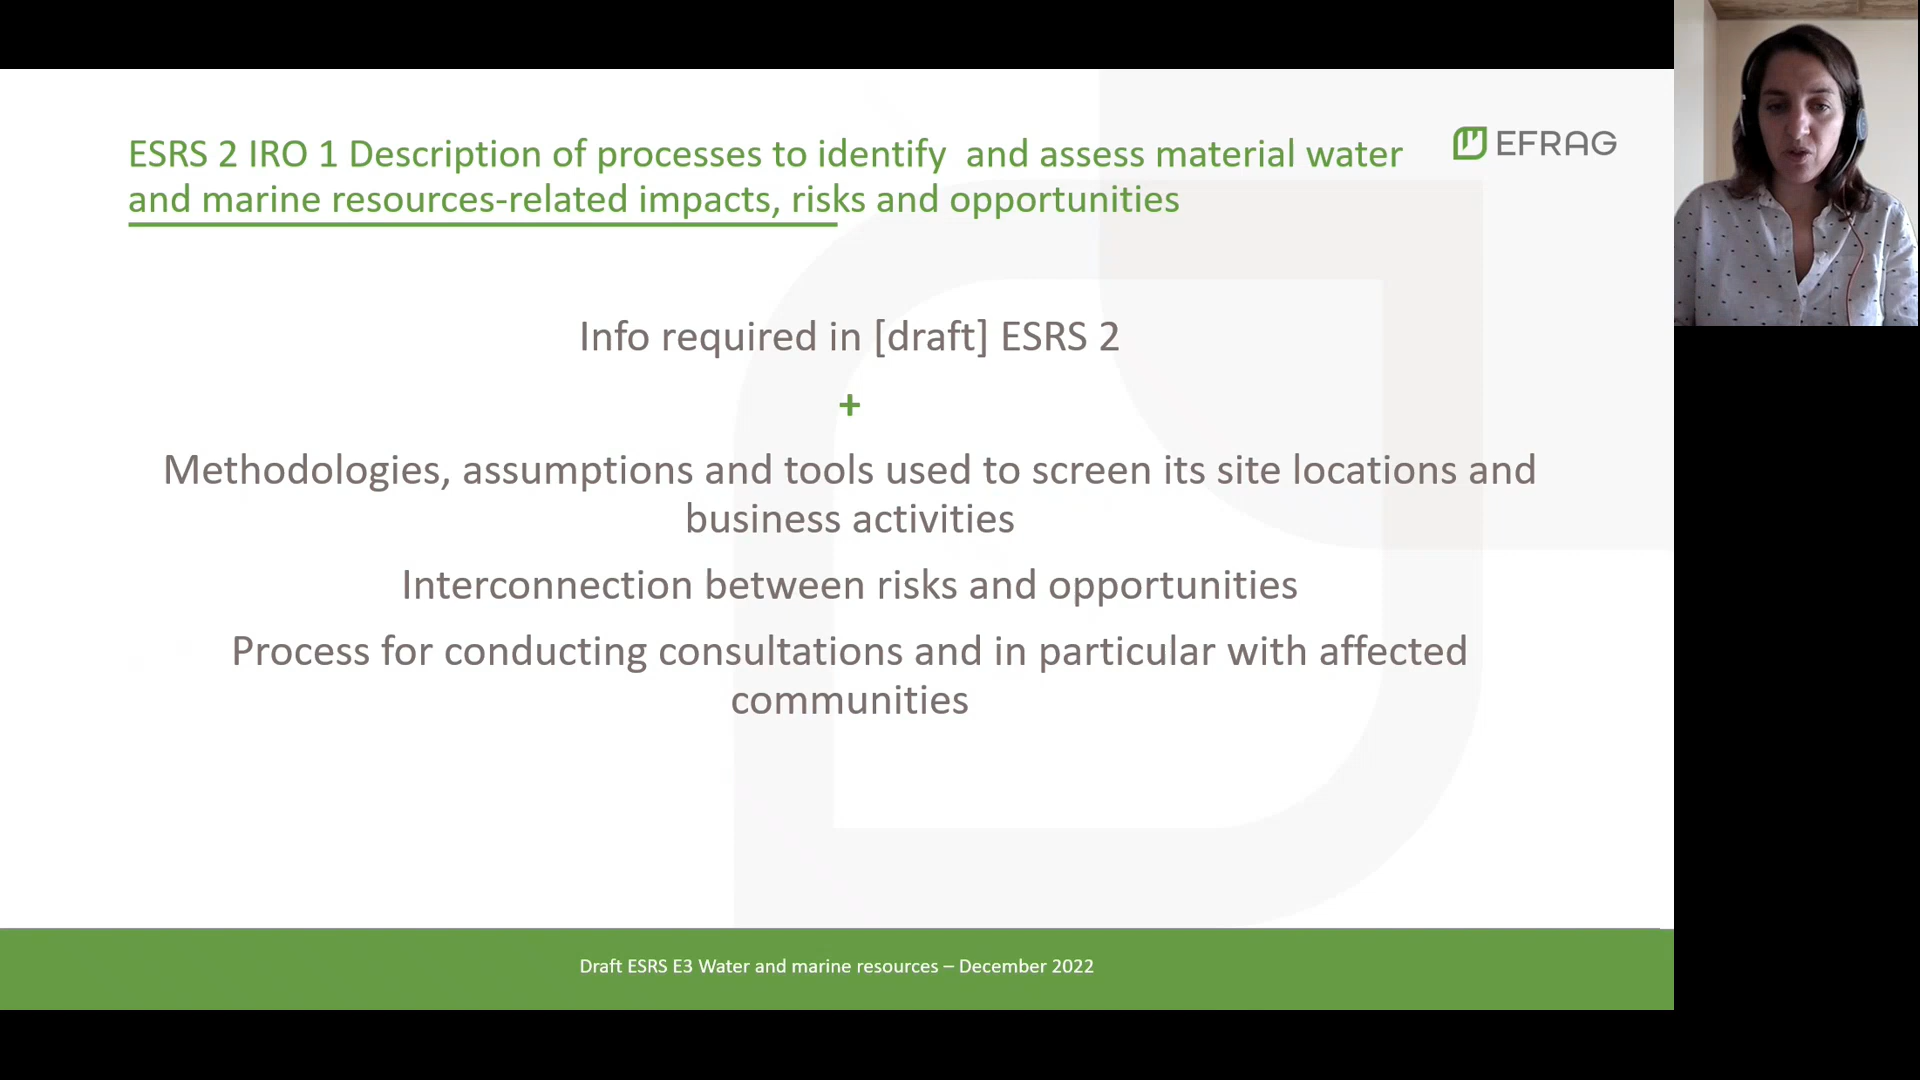 ESRS 2 IRO 1 Description of processes to identify  and assess material water
and marine resources-related impacts, risks and opportunities
EFRAG
Info required in [draft] ESRS 2
+
Methodologies, assumptions and tools used to screen its site locations and
business activities
Interconnection between risks and opportunities
Process for conducting consultations and in particular with affected
communities
Draft ESRS E3 Water and marine resources – December 2022